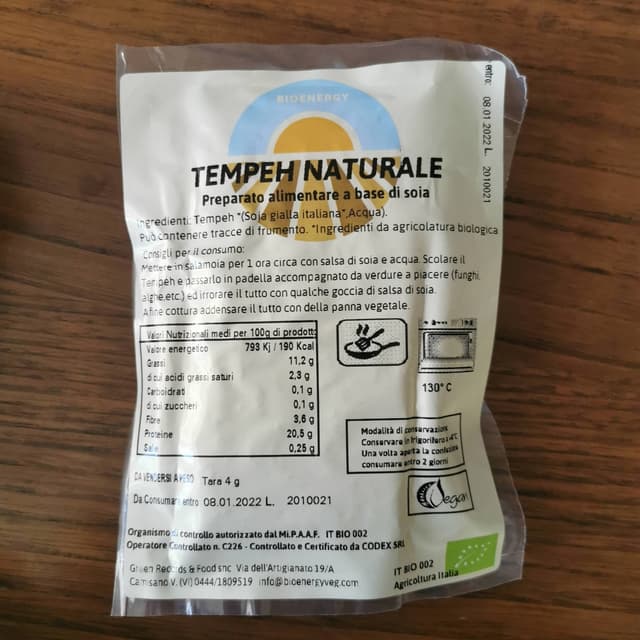 BIOENERGY
TEMPEH NATURALE
Preparato alimentare a base di soia
Ingredienti: Tempeh *(Soja gialla italiana*,Acqua).
Può contenere tracce di frumento. *Ingredienti da agricolatura biologica
Consigli per il consumo:
Mettere in salamoia per 1 ora circa con salsa di soia e acqua. Scolare il
Tempeh e passarlo in padella accompagnato da verdure a piacere (funghi,
alghe,etc.) ed irrorare il tutto con qualche goccia di salsa di soia.
A fine cottura addensare il tutto con della panna vegetale.
Valori Nutrizionali medi per 100g di prodotto
Valore energetico 793 Kj / 190 Kcal
Grassi 11,2 g
di cui acidi grassi saturi 2,3 g
Carboidrati 0,1 g
di cui zuccheri 0,1 g
Fibre 3,6 g
Proteine 20,5 g
Sale 0,25 g
130° C
Modalità di conservazione
Conservare in frigorifero a 4°C
Una volta aperta la confezione
consumare entro 2 giorni
Vegan
DA VENDERSI A PESO Tara 4 g
Da Consumarsi entro 08.01.2022 L. 2010021
Organismo di controllo autorizzato dal Mi.P.A.A.F. IT BIO 002
Operatore Controllato n. C226 - Controllato e Certificato da CODEX SRL
Green Records & Food snc Via dell'Artigianato 19/A
Camisano V. (VI) 0444/1809519 info@bioenergyveg.com
IT BIO 002
Agricoltura Italia
entro: 08.01.2022 L. 2010021